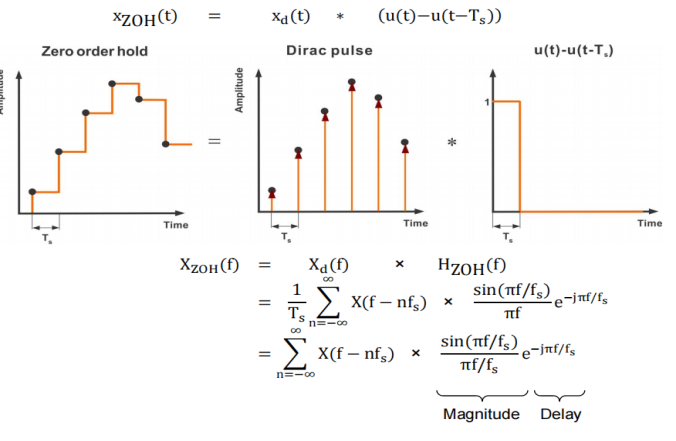 x_ZOH(t) = x_d(t) * (u(t)−u(t−T_s))
Zero order hold
Dirac pulse
u(t)-u(t-T_s)
Amplitude
Time
T_s
=
Amplitude
Time
T_s
*
1
Time
T_s
X_ZOH(f) = X_d(f) × H_ZOH(f)
= 1/T_s ∑_{n=−∞}^{∞} X(f − nf_s) × sin(πf/f_s)/πf e^{−jπf/f_s}
= ∑_{n=−∞}^{∞} X(f − nf_s) × sin(πf/f_s)/πf/f_s e^{−jπf/f_s}
Magnitude Delay